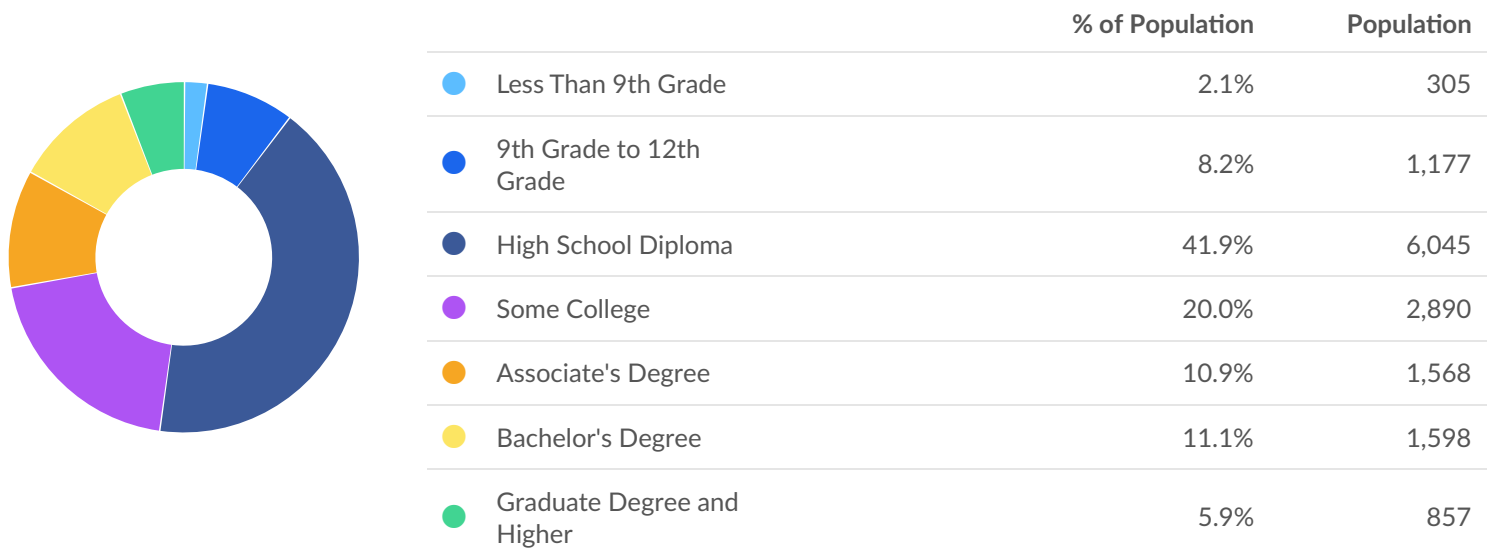 % of Population Population
Less Than 9th Grade 2.1% 305
9th Grade to 12th
Grade 8.2% 1,177
High School Diploma 41.9% 6,045
Some College 20.0% 2,890
Associate's Degree 10.9% 1,568
Bachelor's Degree 11.1% 1,598
Graduate Degree and
Higher 5.9% 857